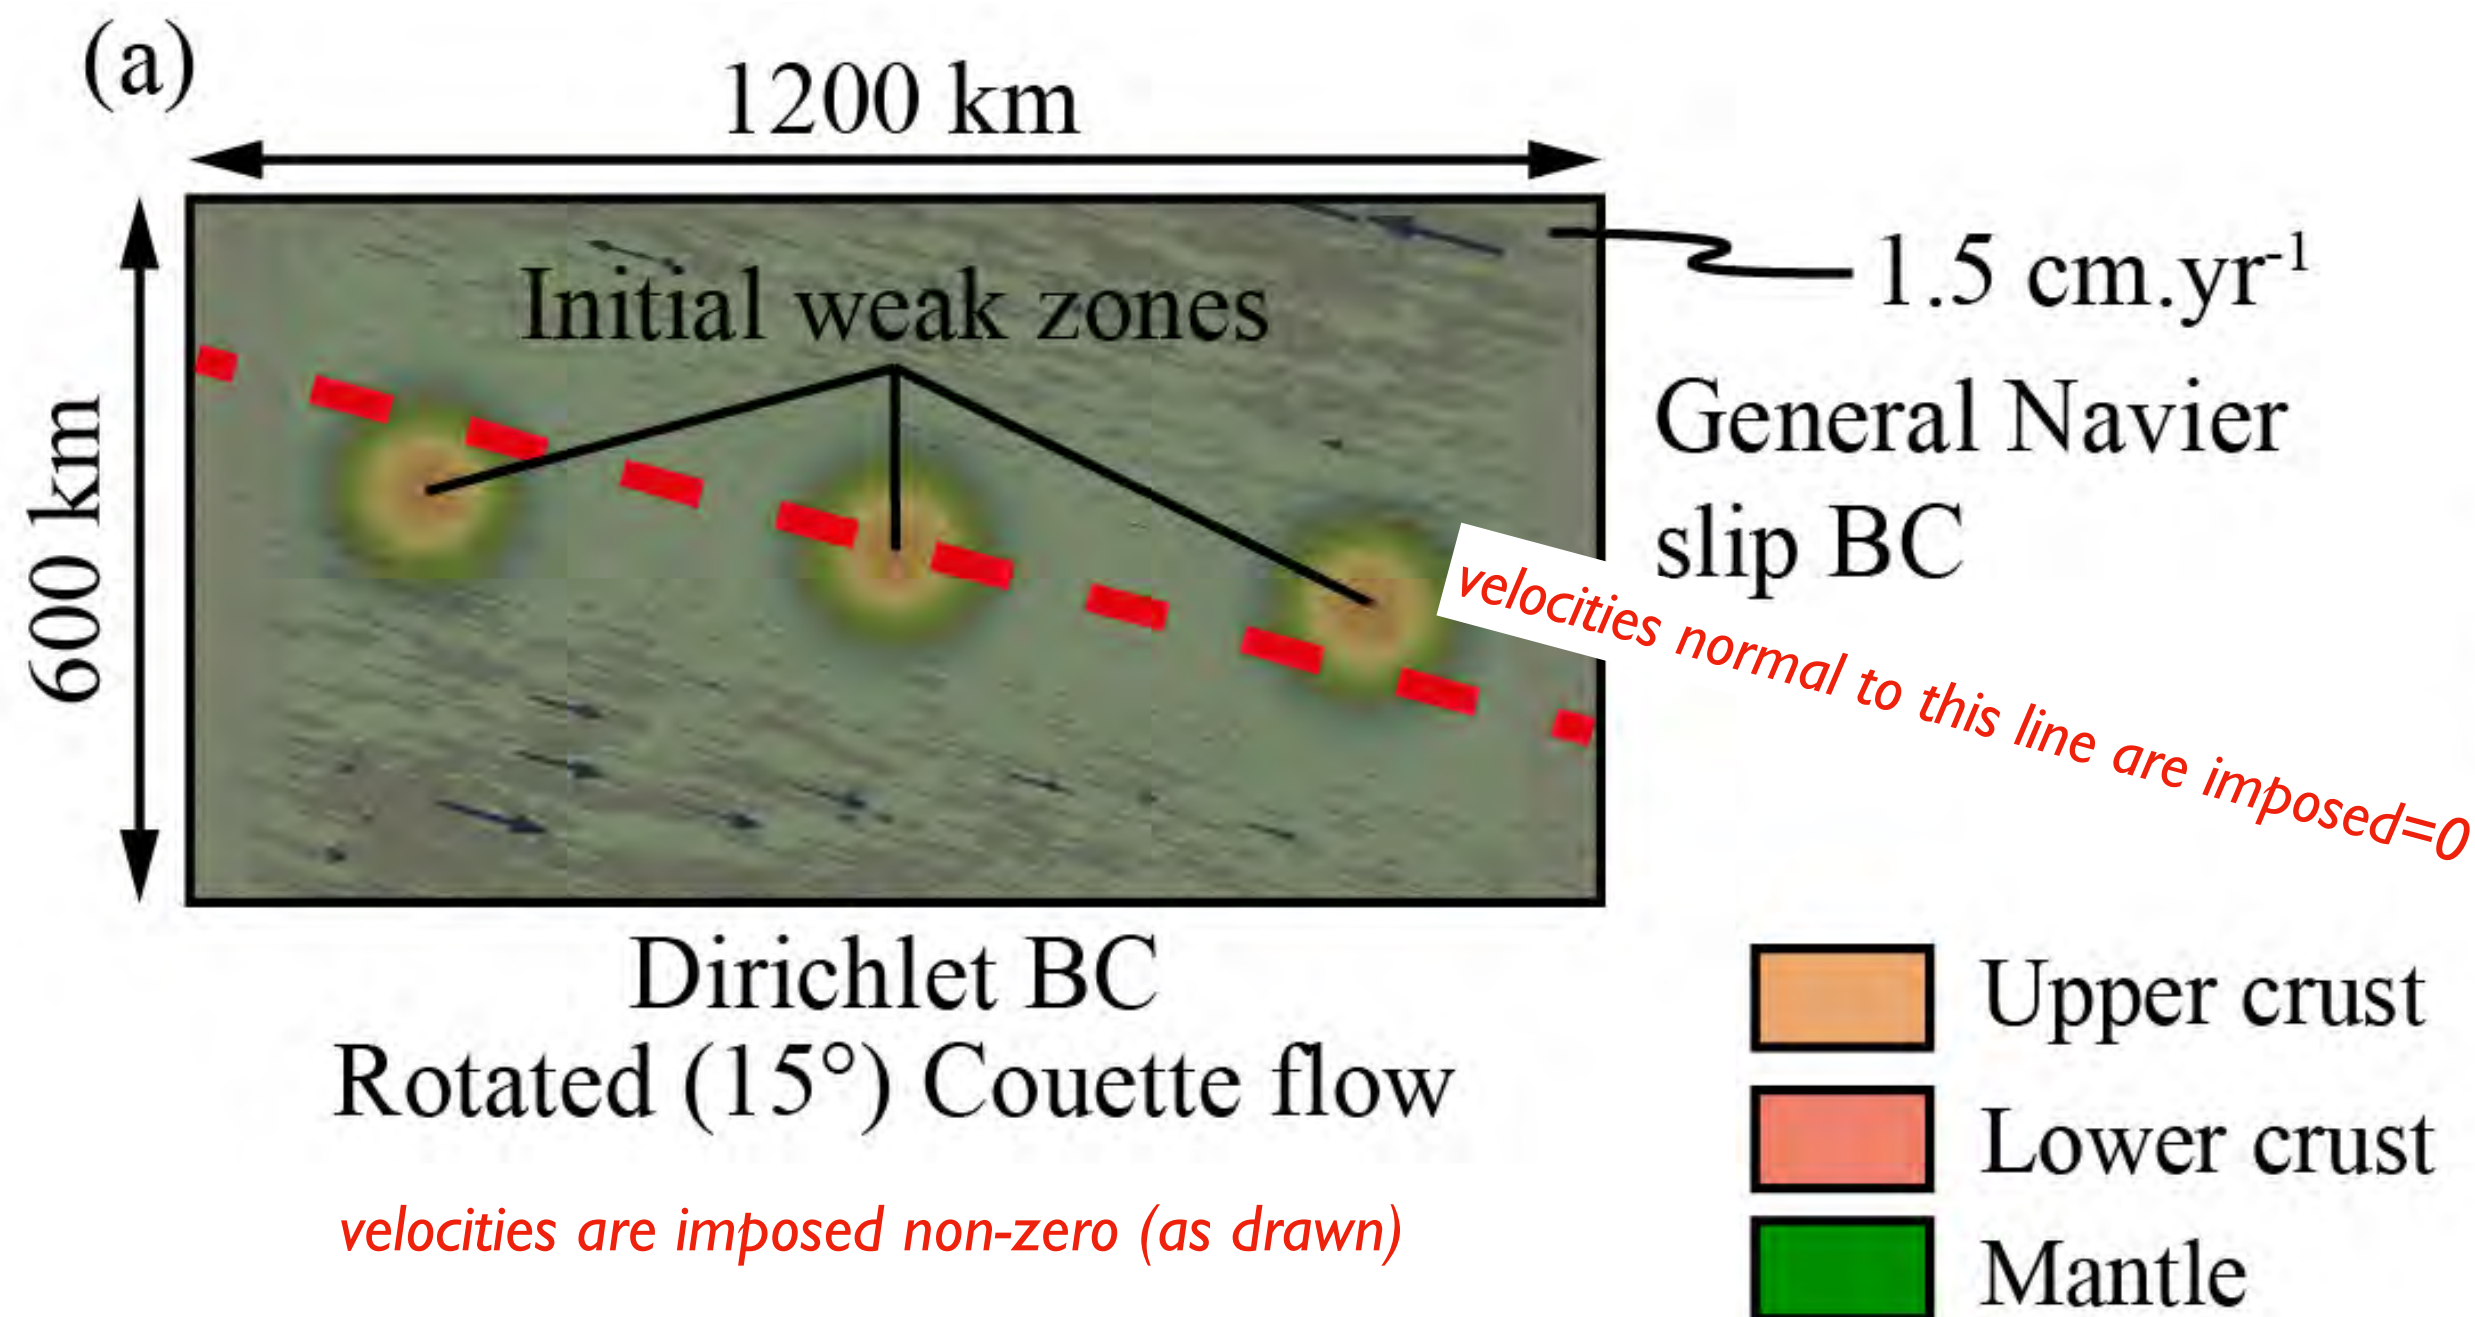 (a)
1200 km
600 km
Initial weak zones
1.5 cm.yr-1
General Navier
slip BC
velocities normal to this line are imposed=0
Dirichlet BC
Rotated (15°) Couette flow
velocities are imposed non-zero (as drawn)
Upper crust
Lower crust
Mantle